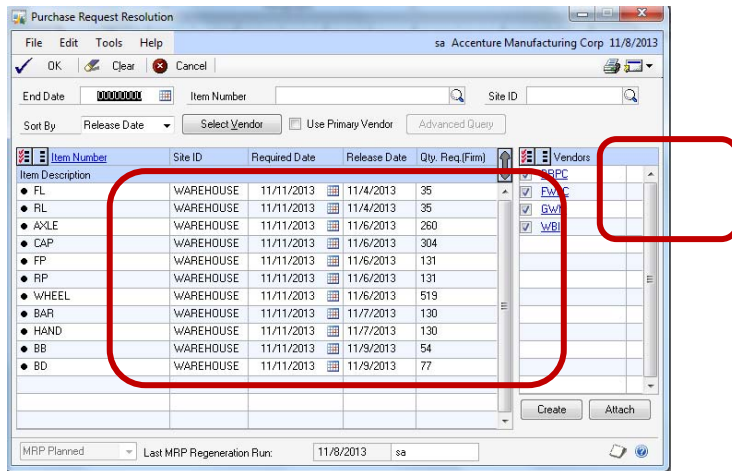 Purchase Request Resolution
File Edit Tools Help sa Accenture Manufacturing Corp 11/8/2013
OK Clear Cancel
End Date 00000000 Item Number Site ID
Sort By Release Date Select Vendor Use Primary Vendor Advanced Query
Item Number Site ID Required Date Release Date Qty. Req.(Firm) Vendors
Item Description
FL WAREHOUSE 11/11/2013 11/4/2013 35
RL WAREHOUSE 11/11/2013 11/4/2013 35
AXLE WAREHOUSE 11/11/2013 11/6/2013 260 WBI
CAP WAREHOUSE 11/11/2013 11/6/2013 304
FP WAREHOUSE 11/11/2013 11/6/2013 131
RP WAREHOUSE 11/11/2013 11/6/2013 131
WHEEL WAREHOUSE 11/11/2013 11/6/2013 519
BAR WAREHOUSE 11/11/2013 11/7/2013 130
HAND WAREHOUSE 11/11/2013 11/7/2013 130
BB WAREHOUSE 11/11/2013 11/9/2013 54
BD WAREHOUSE 11/11/2013 11/9/2013 77
Create Attach
MRP Planned Last MRP Regeneration Run: 11/8/2013 sa